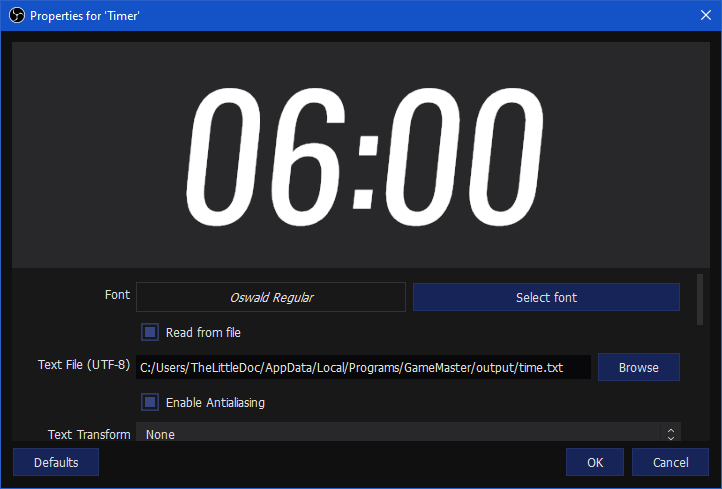 Properties for 'Timer'
06:00
Font
Oswald Regular
Select font
Read from file
Text File (UTF-8)
C:/Users/TheLittleDoc/AppData/Local/Programs/GameMaster/output/time.txt
Browse
Enable Antialiasing
Text Transform
None
Defaults
OK
Cancel